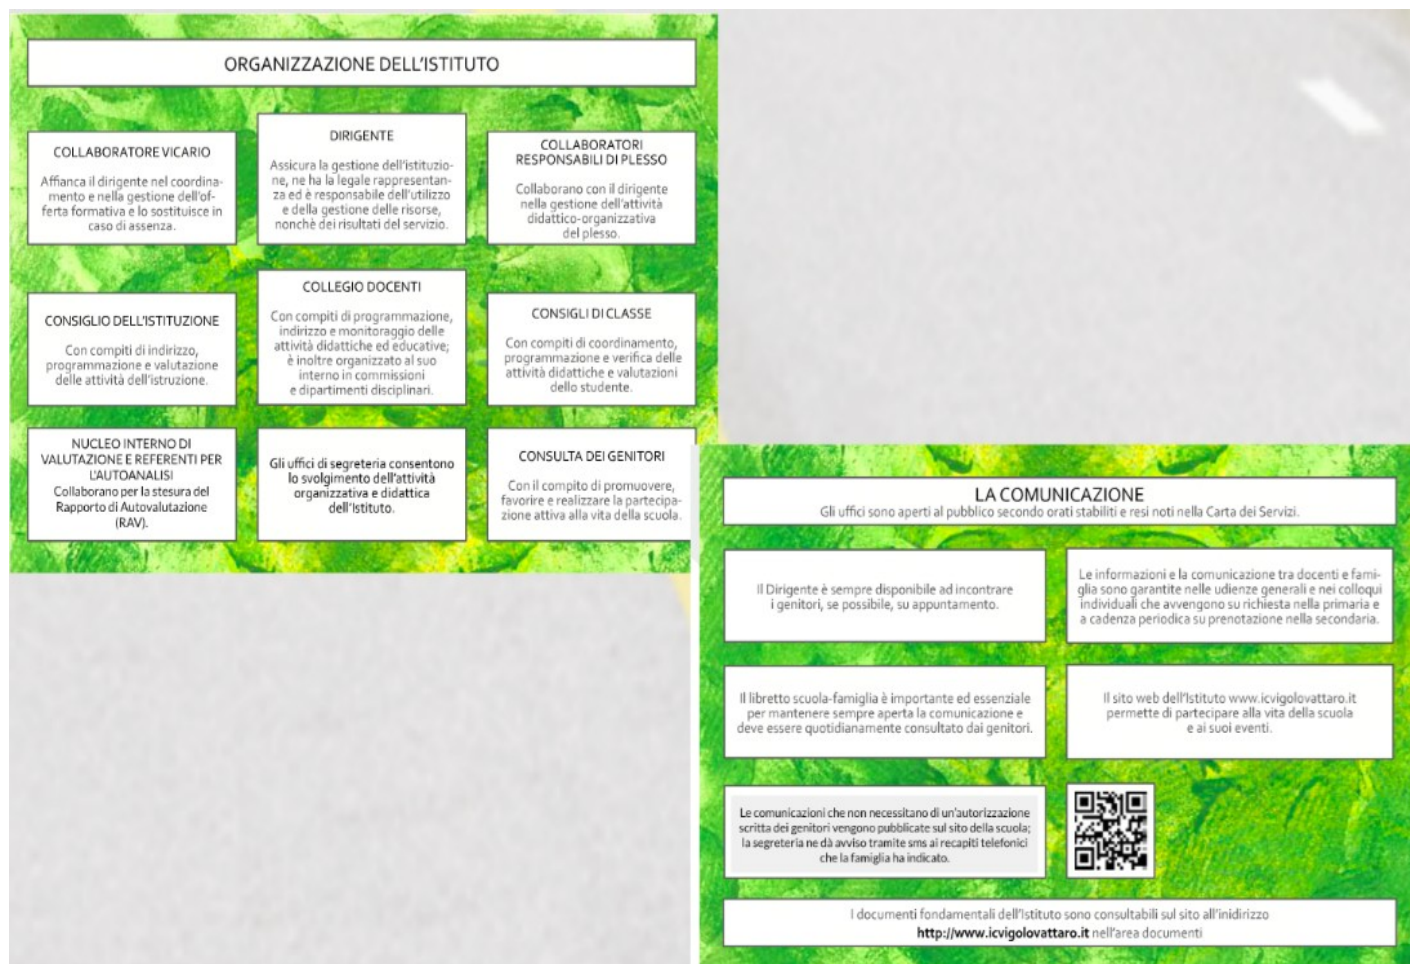 ORGANIZZAZIONE DELL'ISTITUTO
COLLABORATORE VICARIO
Affianca il dirigente nel coordina-
mento e nella gestione dell'of-
ferta formativa e lo sostituisce in
caso di assenza.
DIRIGENTE
Assicura la gestione dell'istituzio-
ne, ne ha la legale rappresentan-
za ed è responsabile dell'utilizzo
e della gestione delle risorse,
nonchè dei risultati del servizio.
COLLABORATORI
RESPONSABILI DI PLESSO
Collaborano con il dirigente
nella gestione dell'attività
didattico-organizzativa
del plesso.
CONSIGLIO DELL'ISTITUZIONE
Con compiti di indirizzo,
programmazione e valutazione
delle attività dell'istruzione.
COLLEGIO DOCENTI
Con compiti di programmazione,
indirizzo e monitoraggio delle
attività didattiche ed educative;
è inoltre organizzato al suo
interno in commissioni
e dipartimenti disciplinari.
CONSIGLI DI CLASSE
Con compiti di coordinamento,
programmazione e verifica delle
attività didattiche e valutazioni
dello studente.
NUCLEO INTERNO DI
VALUTAZIONE E REFERENTI PER
L'AUTOANALISI
Collaborano per la stesura del
Rapporto di Autovalutazione
(RAV).
Gli uffici di segreteria consentono
lo svolgimento dell'attività
organizzativa e didattica
dell'Istituto.
CONSULTA DEI GENITORI
Con il compito di promuovere,
favorire e realizzare la partecipa-
zione attiva alla vita della scuola.
LA COMUNICAZIONE
Gli uffici sono aperti al pubblico secondo orati stabiliti e resi noti nella Carta dei Servizi.
Il Dirigente è sempre disponibile ad incontrare
i genitori, se possibile, su appuntamento.
Le informazioni e la comunicazione tra docenti e fami-
glia sono garantite nelle udienze generali e nei colloqui
individuali che avvengono su richiesta nella primaria e
a cadenza periodica su prenotazione nella secondaria.
Il libretto scuola-famiglia è importante ed essenziale
per mantenere sempre aperta la comunicazione e
deve essere quotidianamente consultato dai genitori.
Il sito web dell'Istituto www.icvigolovattaro.it
permette di partecipare alla vita della scuola
e ai suoi eventi.
Le comunicazioni che non necessitano di un'autorizzazione
scritta dei genitori vengono pubblicate sul sito della scuola;
la segreteria ne dà avviso tramite sms ai recapiti telefonici
che la famiglia ha indicato.
I documenti fondamentali dell'Istituto sono consultabili sul sito all'inidirizzo
http://www.icvigolovattaro.it nell'area documenti